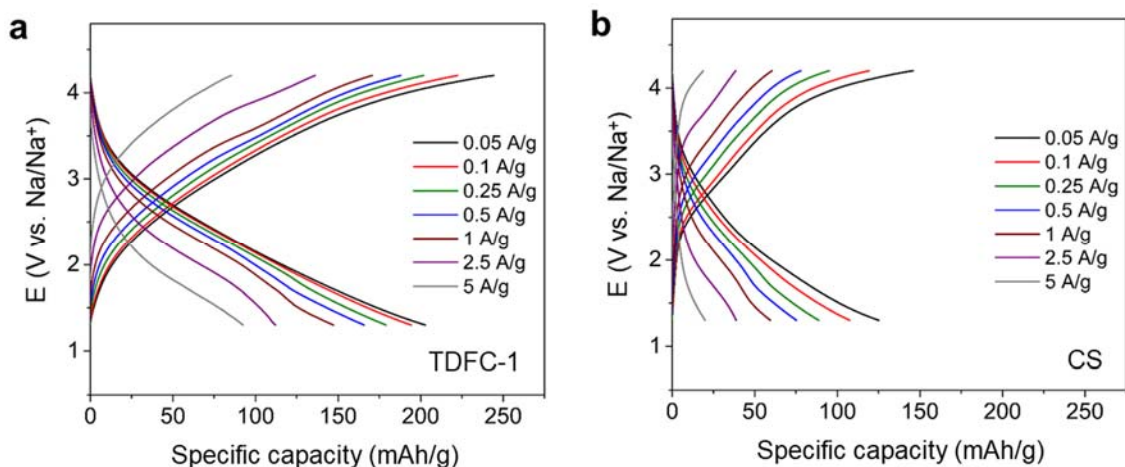 a
E (V vs. Na/Na⁺)
4
3
2
1
0.05 A/g
0.1 A/g
0.25 A/g
0.5 A/g
1 A/g
2.5 A/g
5 A/g
TDFC-1
0 50 100 150 200 250
Specific capacity (mAh/g)
b
E (V vs. Na/Na⁺)
4
3
2
1
0.05 A/g
0.1 A/g
0.25 A/g
0.5 A/g
1 A/g
2.5 A/g
5 A/g
CS
0 50 100 150 200 250
Specific capacity (mAh/g)